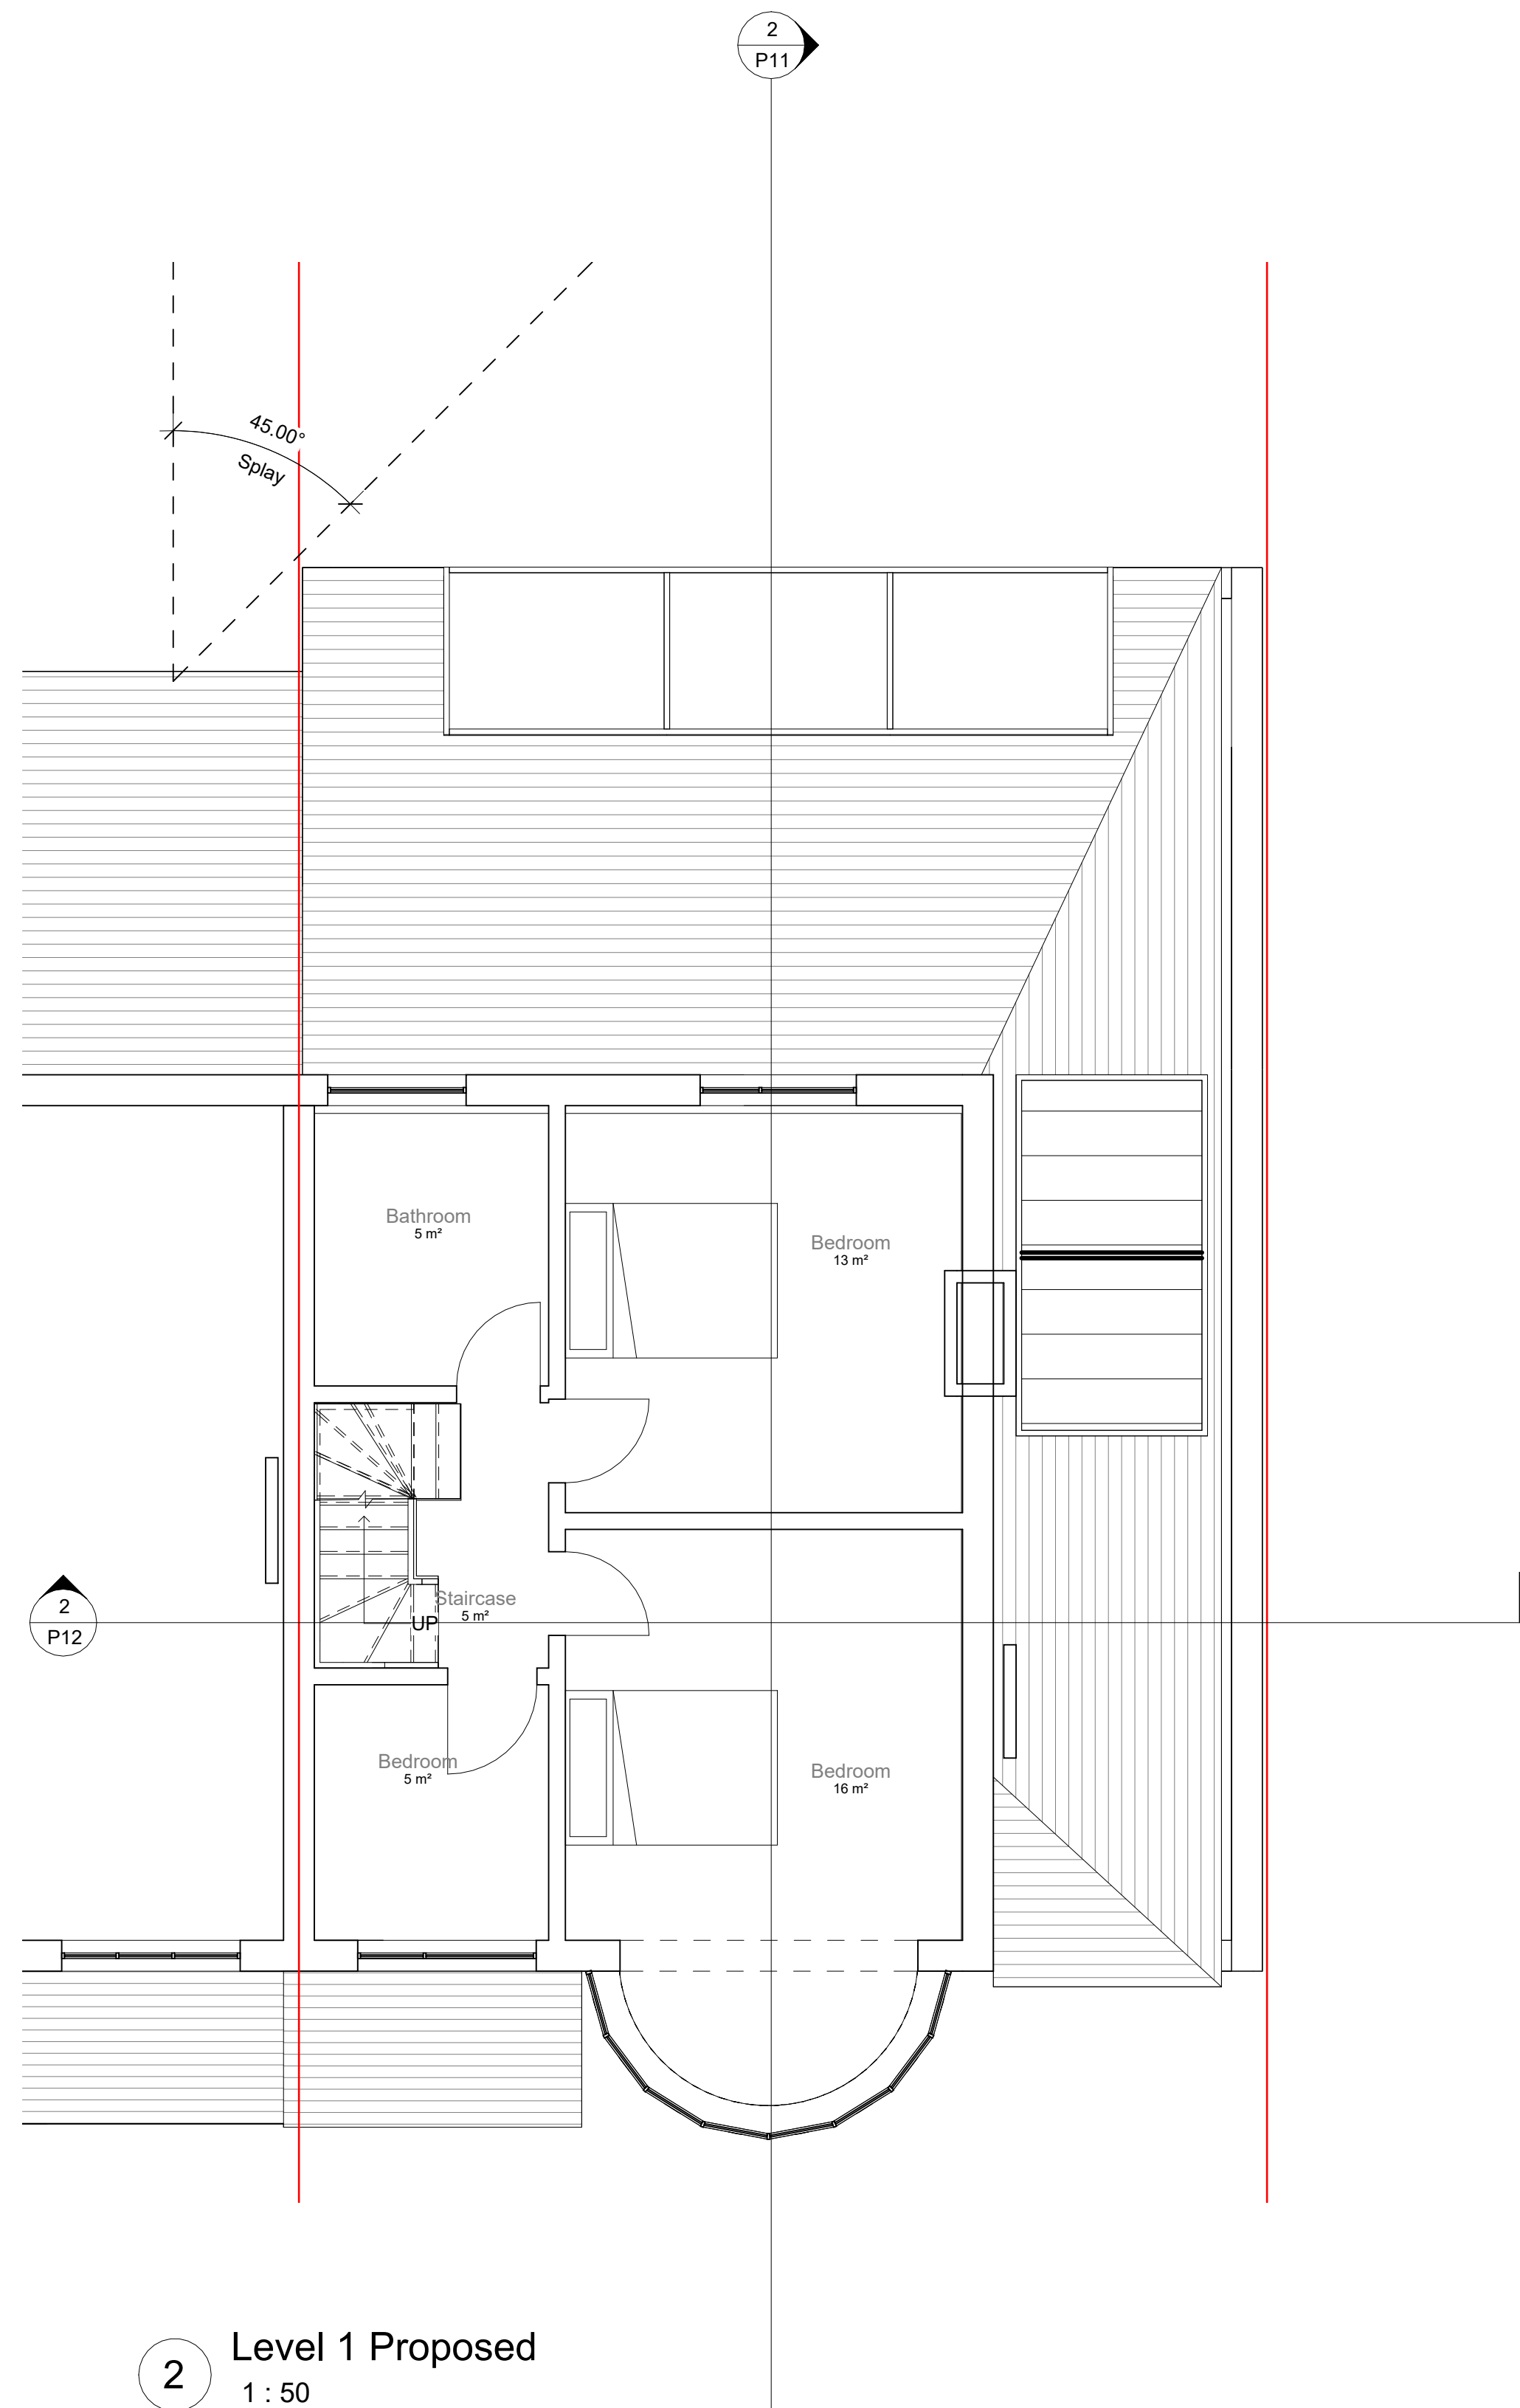 2
P11
45.00°
Splay
Bathroom
5 m²
Bedroom
13 m²
Staircase
5 m²
UP
2
P12
Bedroom
5 m²
Bedroom
16 m²
2
Level 1 Proposed
1 : 50